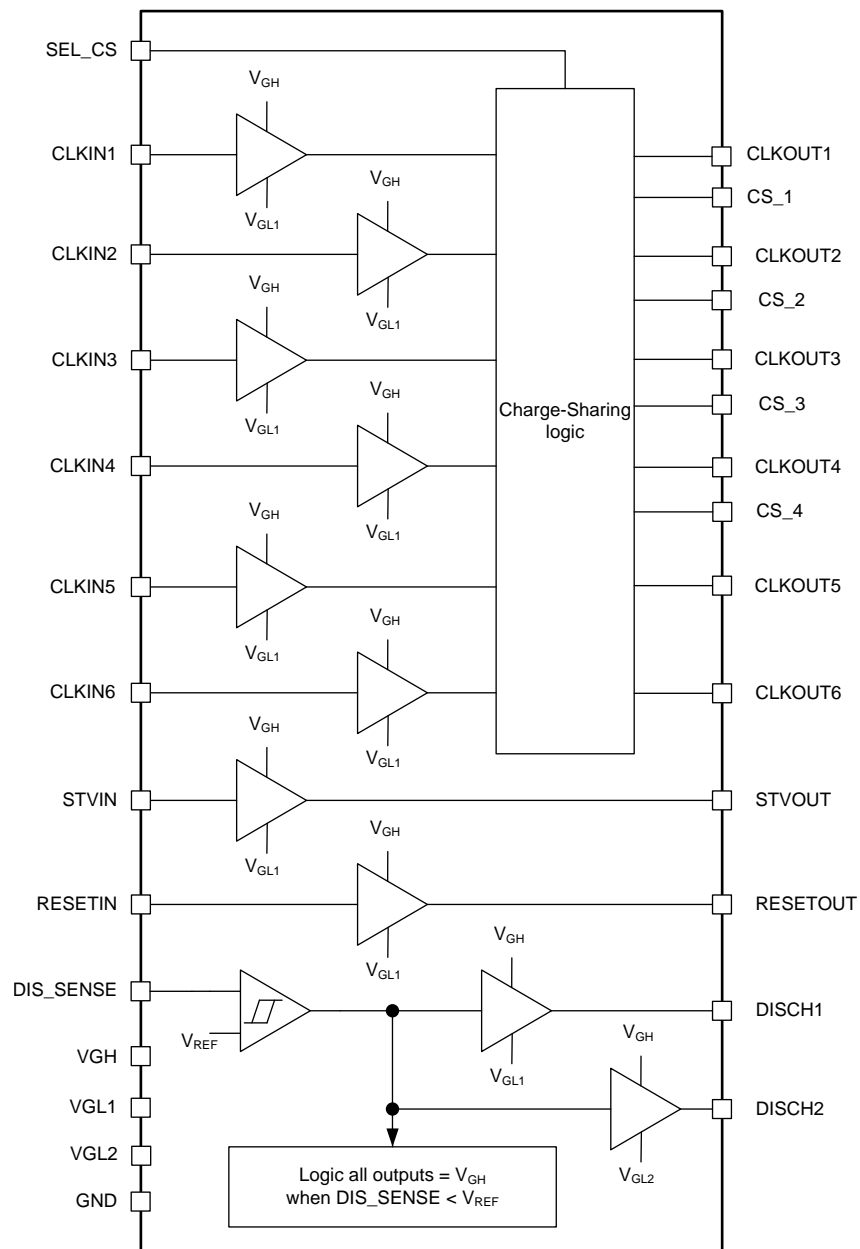 SEL_CS
VGH
CLKIN1
CLKOUT1
VGH
CS_1
VGL1
CLKIN2
CLKOUT2
VGH
CS_2
VGL1
CLKIN3
CLKOUT3
VGH
CS_3
VGL1
Charge-Sharing
logic
CLKIN4
CLKOUT4
CS_4
VGL1
VGH
CLKIN5
CLKOUT5
VGH
VGL1
CLKIN6
CLKOUT6
VGH
VGL1
STVIN
STVOUT
VGH
VGL1
RESETIN
RESETOUT
VGH
VGL1
DIS_SENSE
DISCH1
VREF
VGH
VGH
VGL1
VGL1
DISCH2
VGL2
VGL2
Logic all outputs = VGH
when DIS_SENSE < VREF
GND